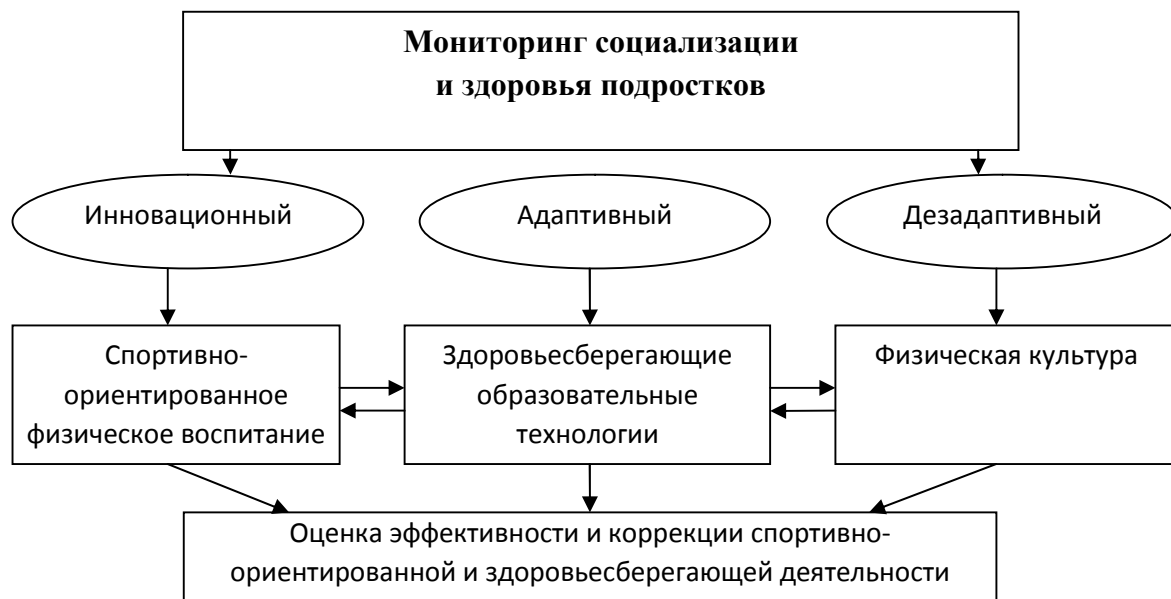 Мониторинг социализации
и здоровья подростков
Инновационный
Адаптивный
Дезадаптивный
Спортивно-
ориентированное
физическое воспитание
Здоровьесберегающие
образовательные
технологии
Физическая культура
Оценка эффективности и коррекции спортивно-
ориентированной и здоровьесберегающей деятельности